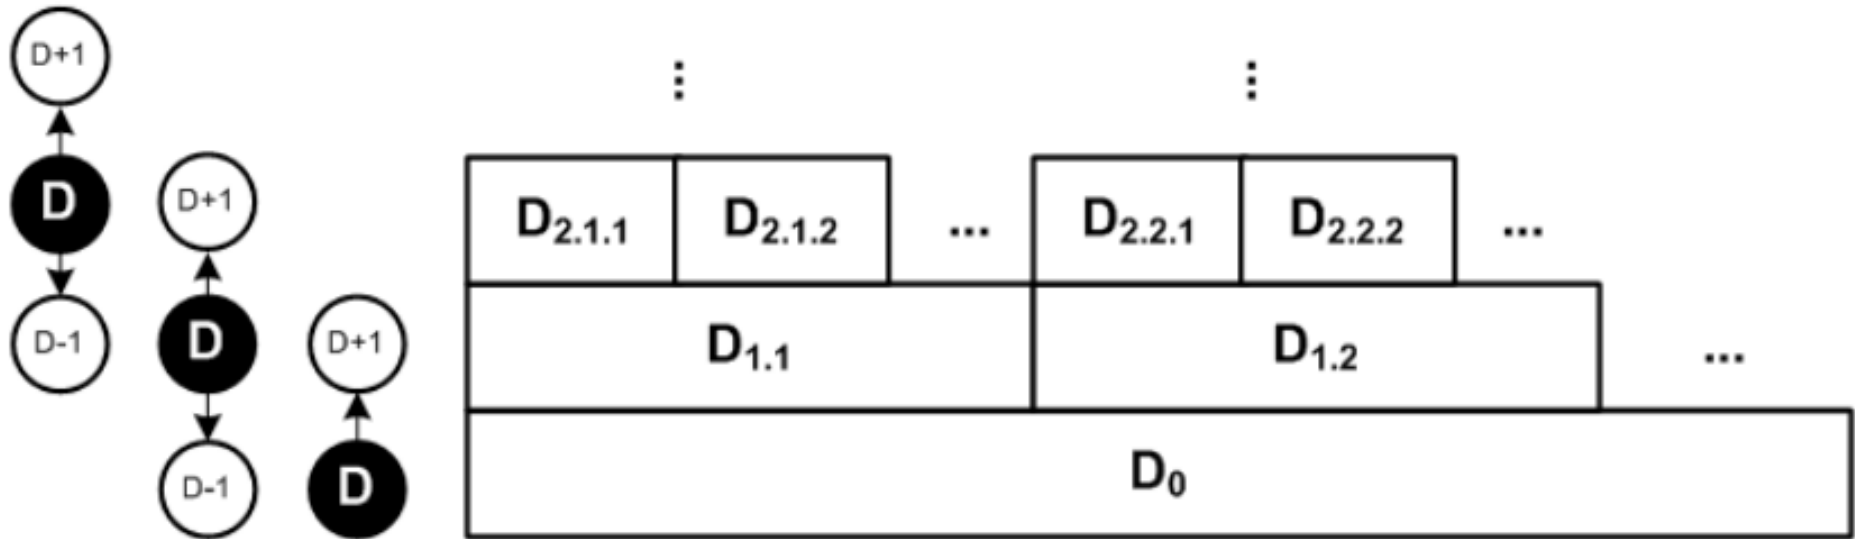 D+1
⋮ ⋮
D D+1 D2.1.1 D2.1.2 ... D2.2.1 D2.2.2 ...
D-1 D D+1 D1.1 D1.2 ...
D-1 D D0